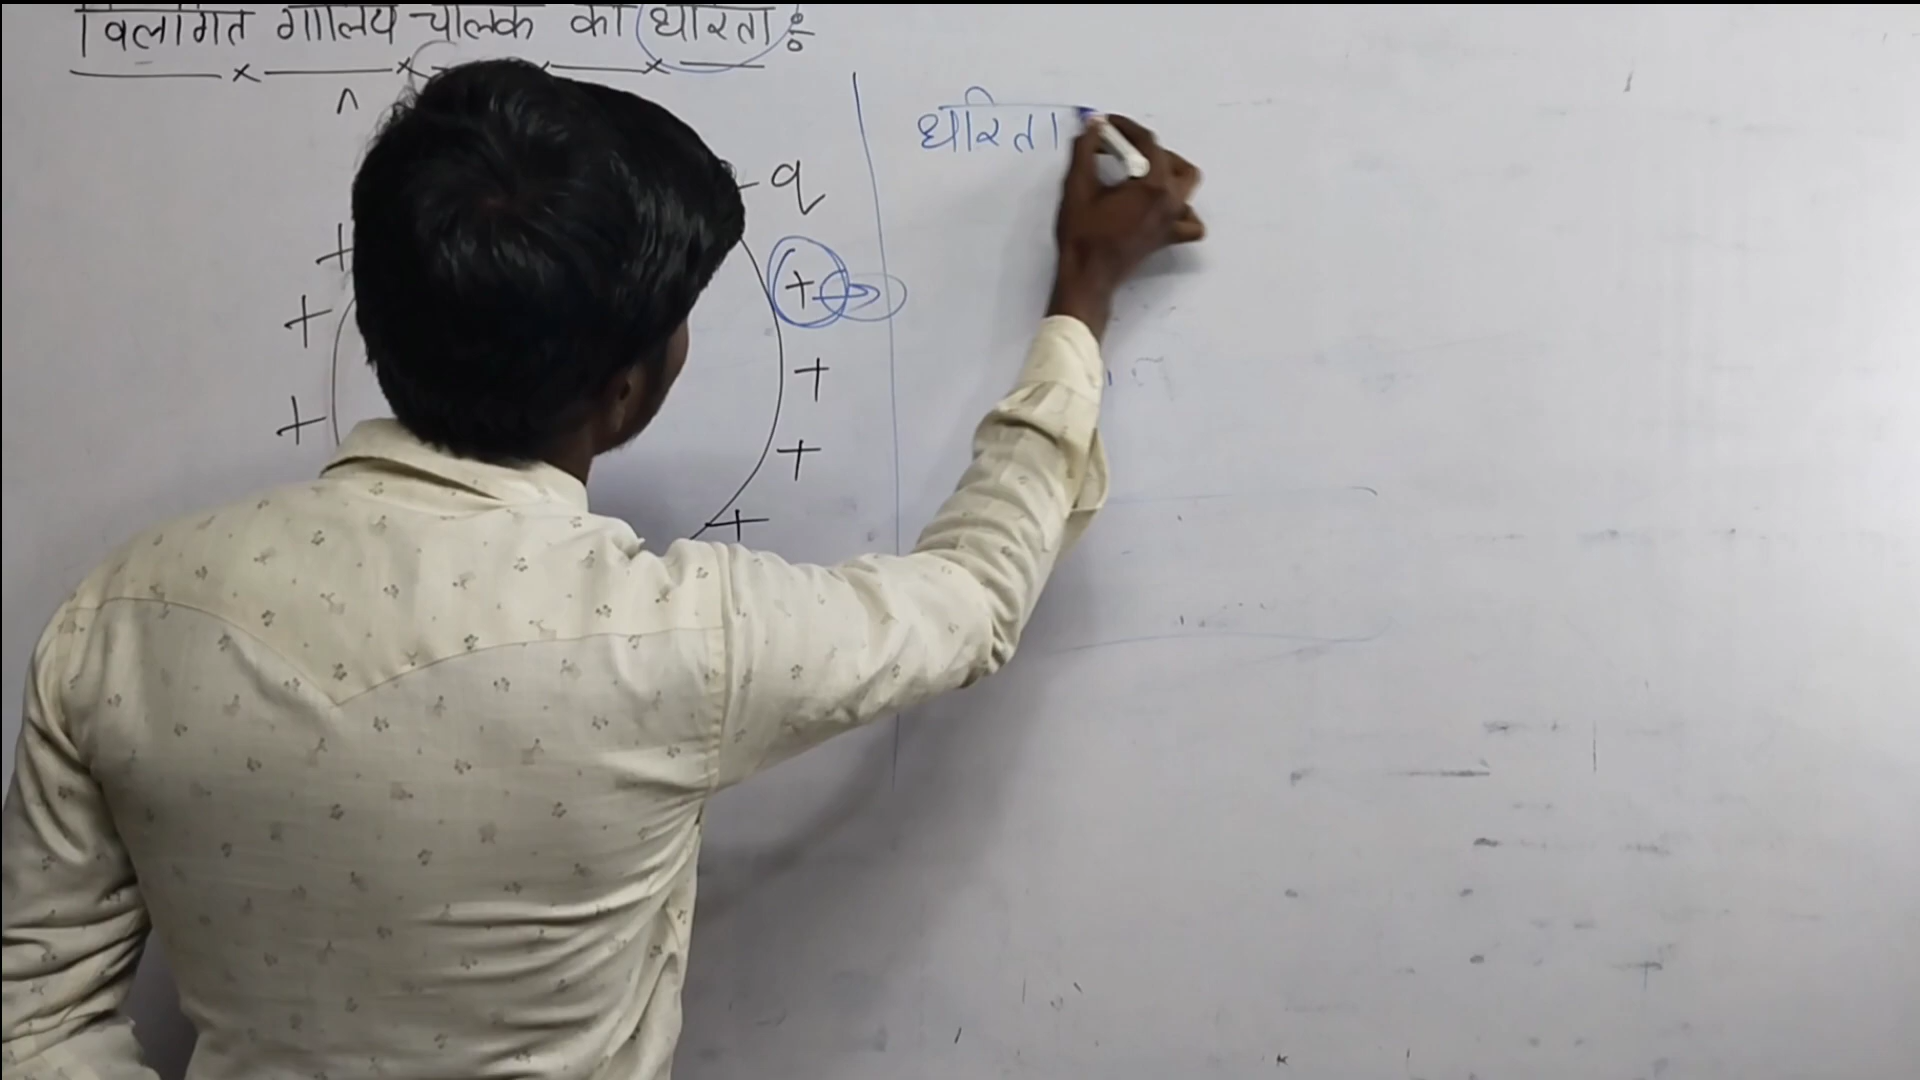 विलगित गोलिय चालक की धारिता :-
+q
+
+
+
+
+
+
+
धारिता